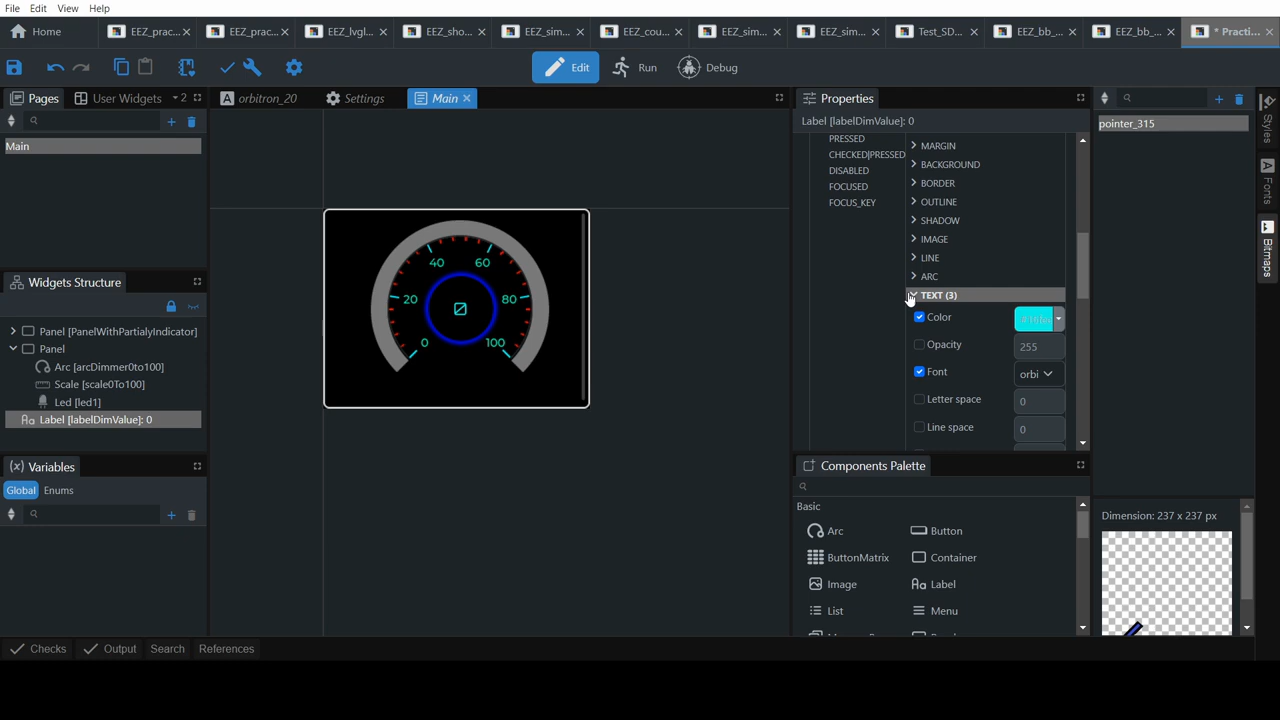 File Edit View Help
Home EEZ_prac... EEZ_prac... EEZ_lvgl... EEZ_sho... EEZ_sim... EEZ_cou... EEZ_sim... EEZ_sim... Test_SD... EEZ_bb_... EEZ_bb_... * Practi...
Edit Run Debug
Pages User Widgets 2 orbitron_20 Settings Main Properties
Label [labelDimValue]: 0
Main
pointer_315
PRESSED
CHECKED|PRESSED
DISABLED
FOCUSED
FOCUS_KEY
MARGIN
BACKGROUND
BORDER
OUTLINE
SHADOW
IMAGE
LINE
ARC
TEXT (3)
Color
Opacity 255
Font orbi
Letter space 0
Line space 0
Styles
Fonts
Bitmaps
0 20 40 60 80 100
0
Widgets Structure
Panel [PanelWithPartialyIndicator]
Panel
Arc [arcDimmer0to100]
Scale [scale0To100]
Led [led1]
Label [labelDimValue]: 0
(x) Variables
Global Enums
Components Palette
Basic
Arc Button
ButtonMatrix Container
Image Label
List Menu
Dimension: 237 x 237 px
Checks Output Search References